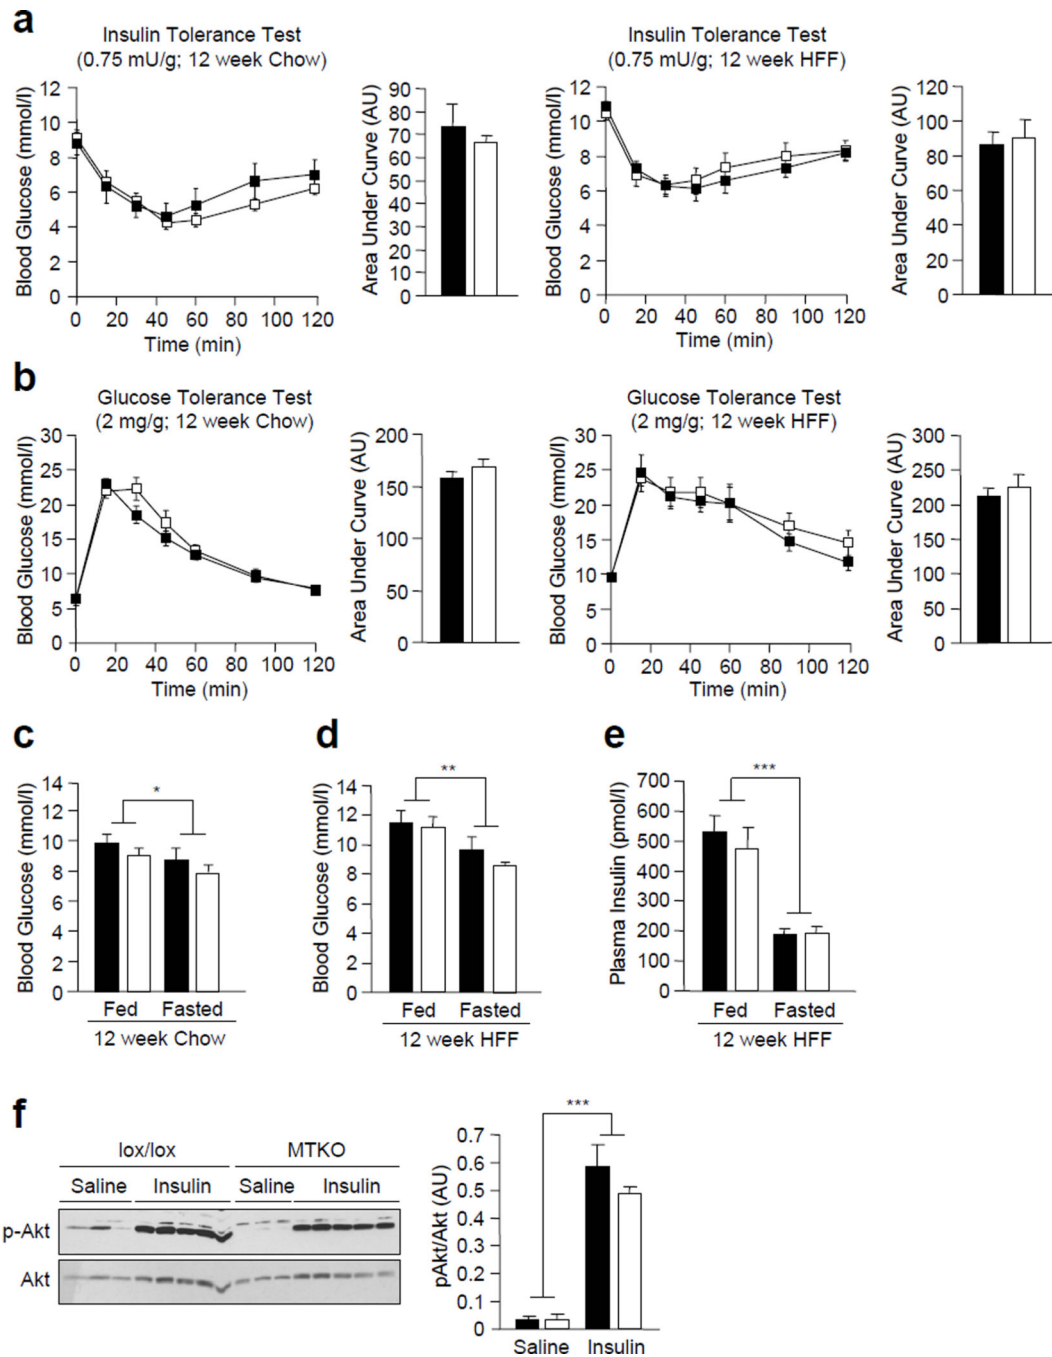 a
Insulin Tolerance Test
(0.75 mU/g; 12 week Chow)
Blood Glucose (mmol/l)
12
10
8
6
4
2
0
0 20 40 60 80 100 120
Time (min)
Area Under Curve (AU)
90
80
70
60
50
40
30
20
10
0
Insulin Tolerance Test
(0.75 mU/g; 12 week HFF)
Blood Glucose (mmol/l)
12
10
8
6
4
2
0
0 20 40 60 80 100 120
Time (min)
Area Under Curve (AU)
120
100
80
60
40
20
0
b
Glucose Tolerance Test
(2 mg/g; 12 week Chow)
Blood Glucose (mmol/l)
30
25
20
15
10
5
0
0 20 40 60 80 100 120
Time (min)
Area Under Curve (AU)
200
150
100
50
0
Glucose Tolerance Test
(2 mg/g; 12 week HFF)
Blood Glucose (mmol/l)
30
25
20
15
10
5
0
0 20 40 60 80 100 120
Time (min)
Area Under Curve (AU)
300
250
200
150
100
50
0
c
Blood Glucose (mmol/l)
14
12
10
8
6
4
2
0
*
Fed Fasted
12 week Chow
d
Blood Glucose (mmol/l)
14
12
10
8
6
4
2
0
**
Fed Fasted
12 week HFF
e
Plasma Insulin (pmol/l)
700
600
500
400
300
200
100
0
***
Fed Fasted
12 week HFF
f
lox/lox MTKO
Saline Insulin Saline Insulin
p-Akt
Akt
pAkt/Akt (AU)
0.7
0.6
0.5
0.4
0.3
0.2
0.1
0
***
Saline Insulin